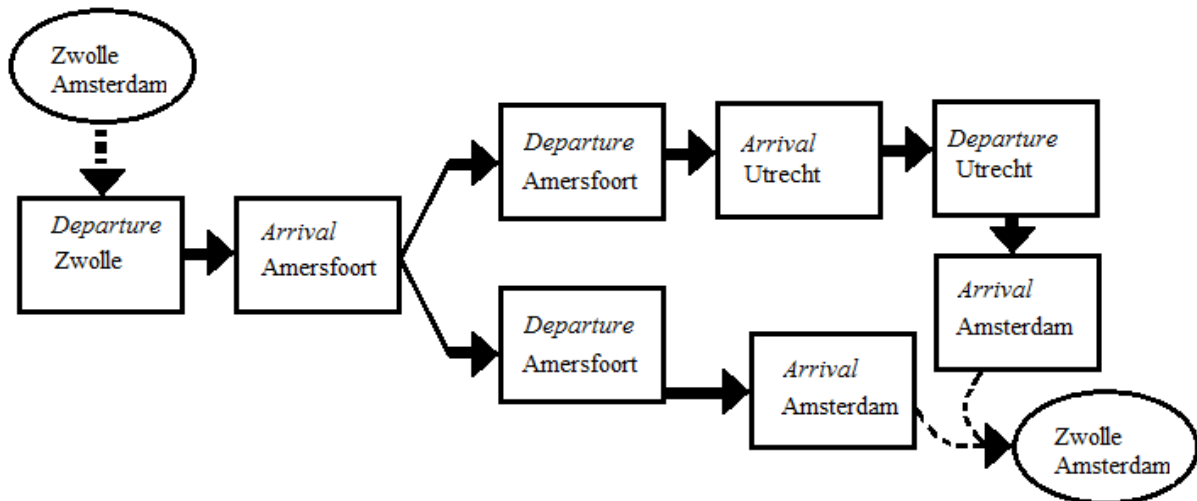 Zwolle
Amsterdam
Departure
Zwolle
Arrival
Amersfoort
Departure
Amersfoort
Arrival
Utrecht
Departure
Utrecht
Arrival
Amsterdam
Departure
Amersfoort
Arrival
Amsterdam
Zwolle
Amsterdam